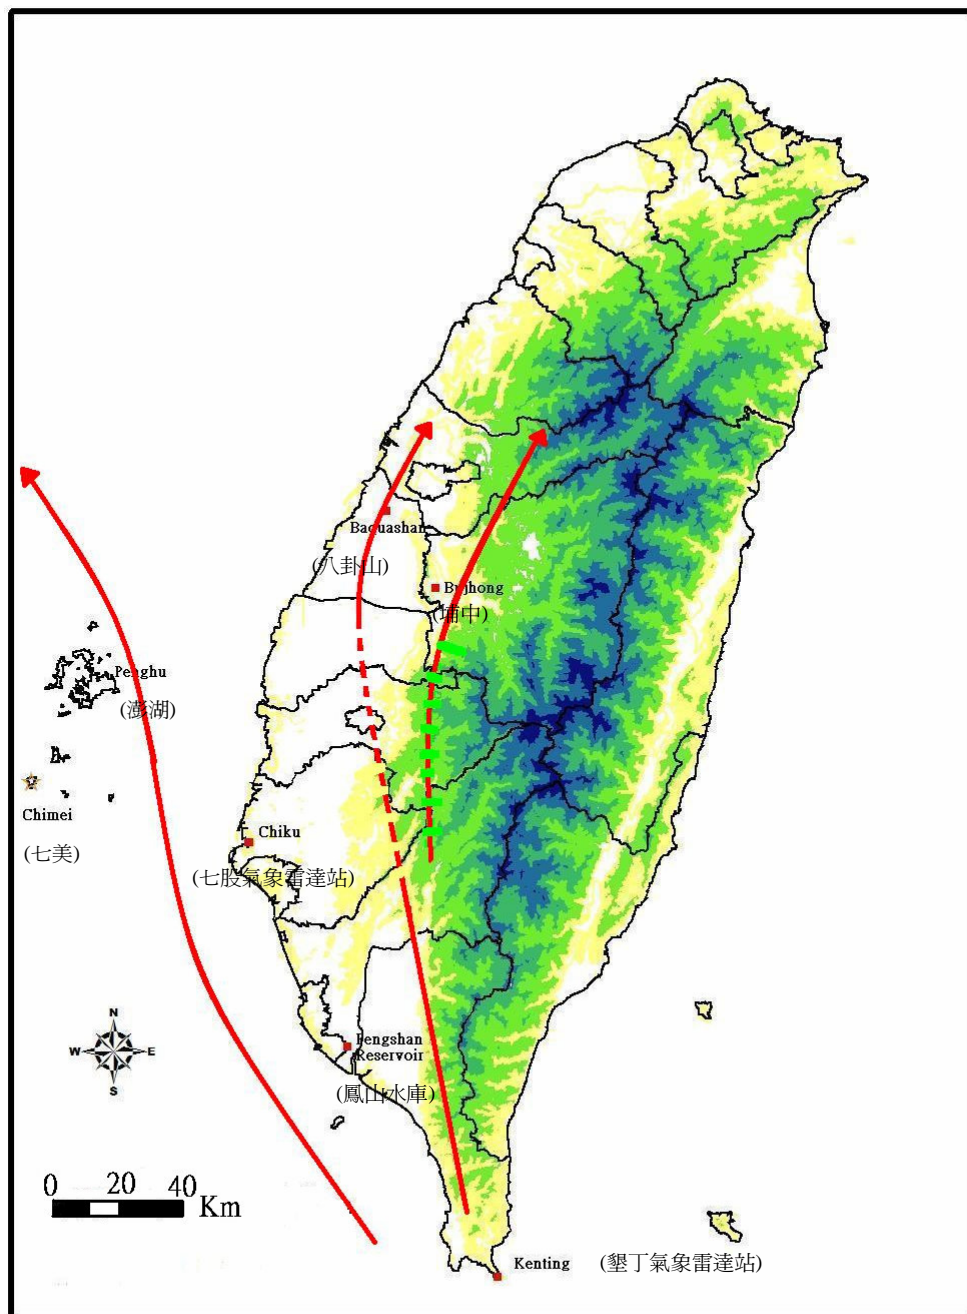 Baguashan
(八卦山)
Bujhong
(埔中)
Penghu
(澎湖)
Chimei
(七美)
Chiku
(七股氣象雷達站)
N
W E
S
Fengshan
Reservoir
(鳳山水庫)
0 20 40
Km
Kenting (墾丁氣象雷達站)